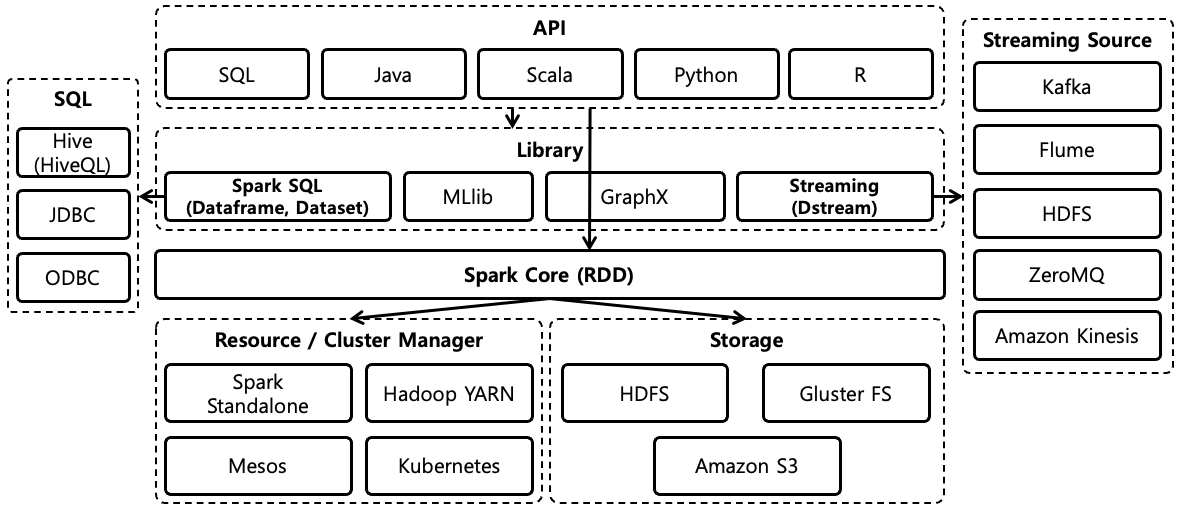 API
SQL
Java
Scala
Python
R
SQL
Hive
(HiveQL)
JDBC
ODBC
Library
Spark SQL
(Dataframe, Dataset)
MLlib
GraphX
Streaming
(Dstream)
Streaming Source
Kafka
Flume
HDFS
ZeroMQ
Amazon Kinesis
Spark Core (RDD)
Resource / Cluster Manager
Spark
Standalone
Hadoop YARN
Mesos
Kubernetes
Storage
HDFS
Gluster FS
Amazon S3